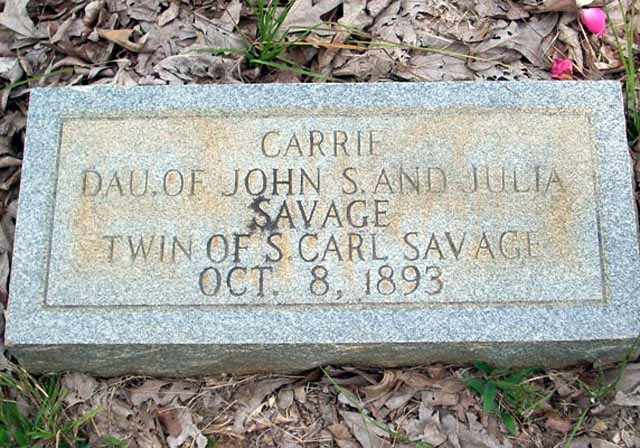 CARRIE
DAU. OF JOHN S. AND JULIA
SAVAGE
TWIN OF S. CARL SAVAGE
OCT. 8, 1893